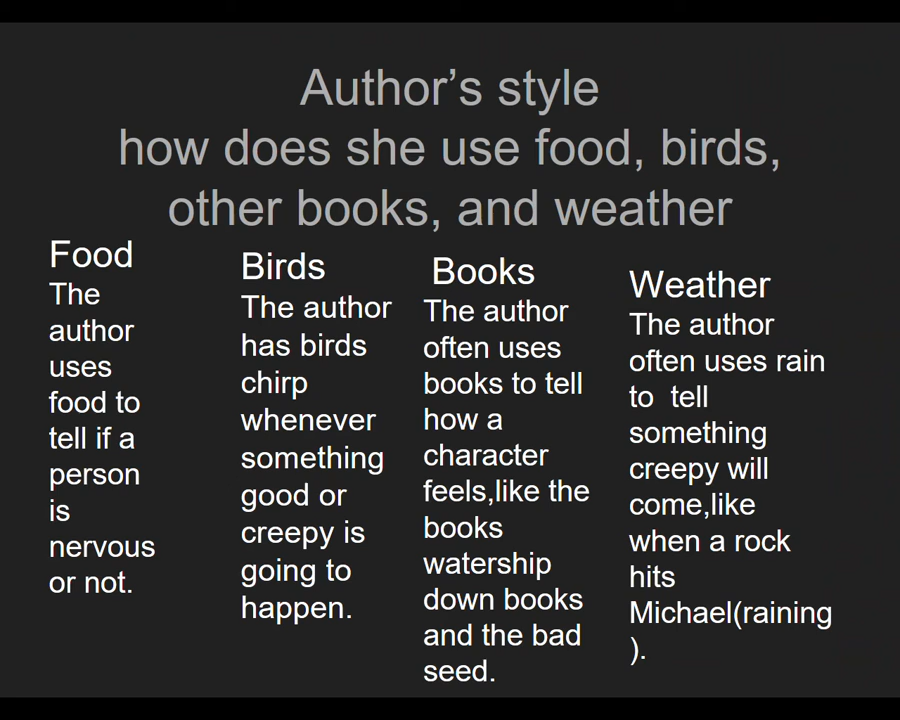 Author’s style
how does she use food, birds,
other books, and weather
Food
The
author
uses
food to
tell if a
person
is
nervous
or not.
Birds
The author
has birds
chirp
whenever
something
good or
creepy is
going to
happen.
Books
The author
often uses
books to tell
how a
character
feels,like the
books
watership
down books
and the bad
seed.
Weather
The author
often uses rain
to  tell
something
creepy will
come,like
when a rock
hits
Michael(raining
).